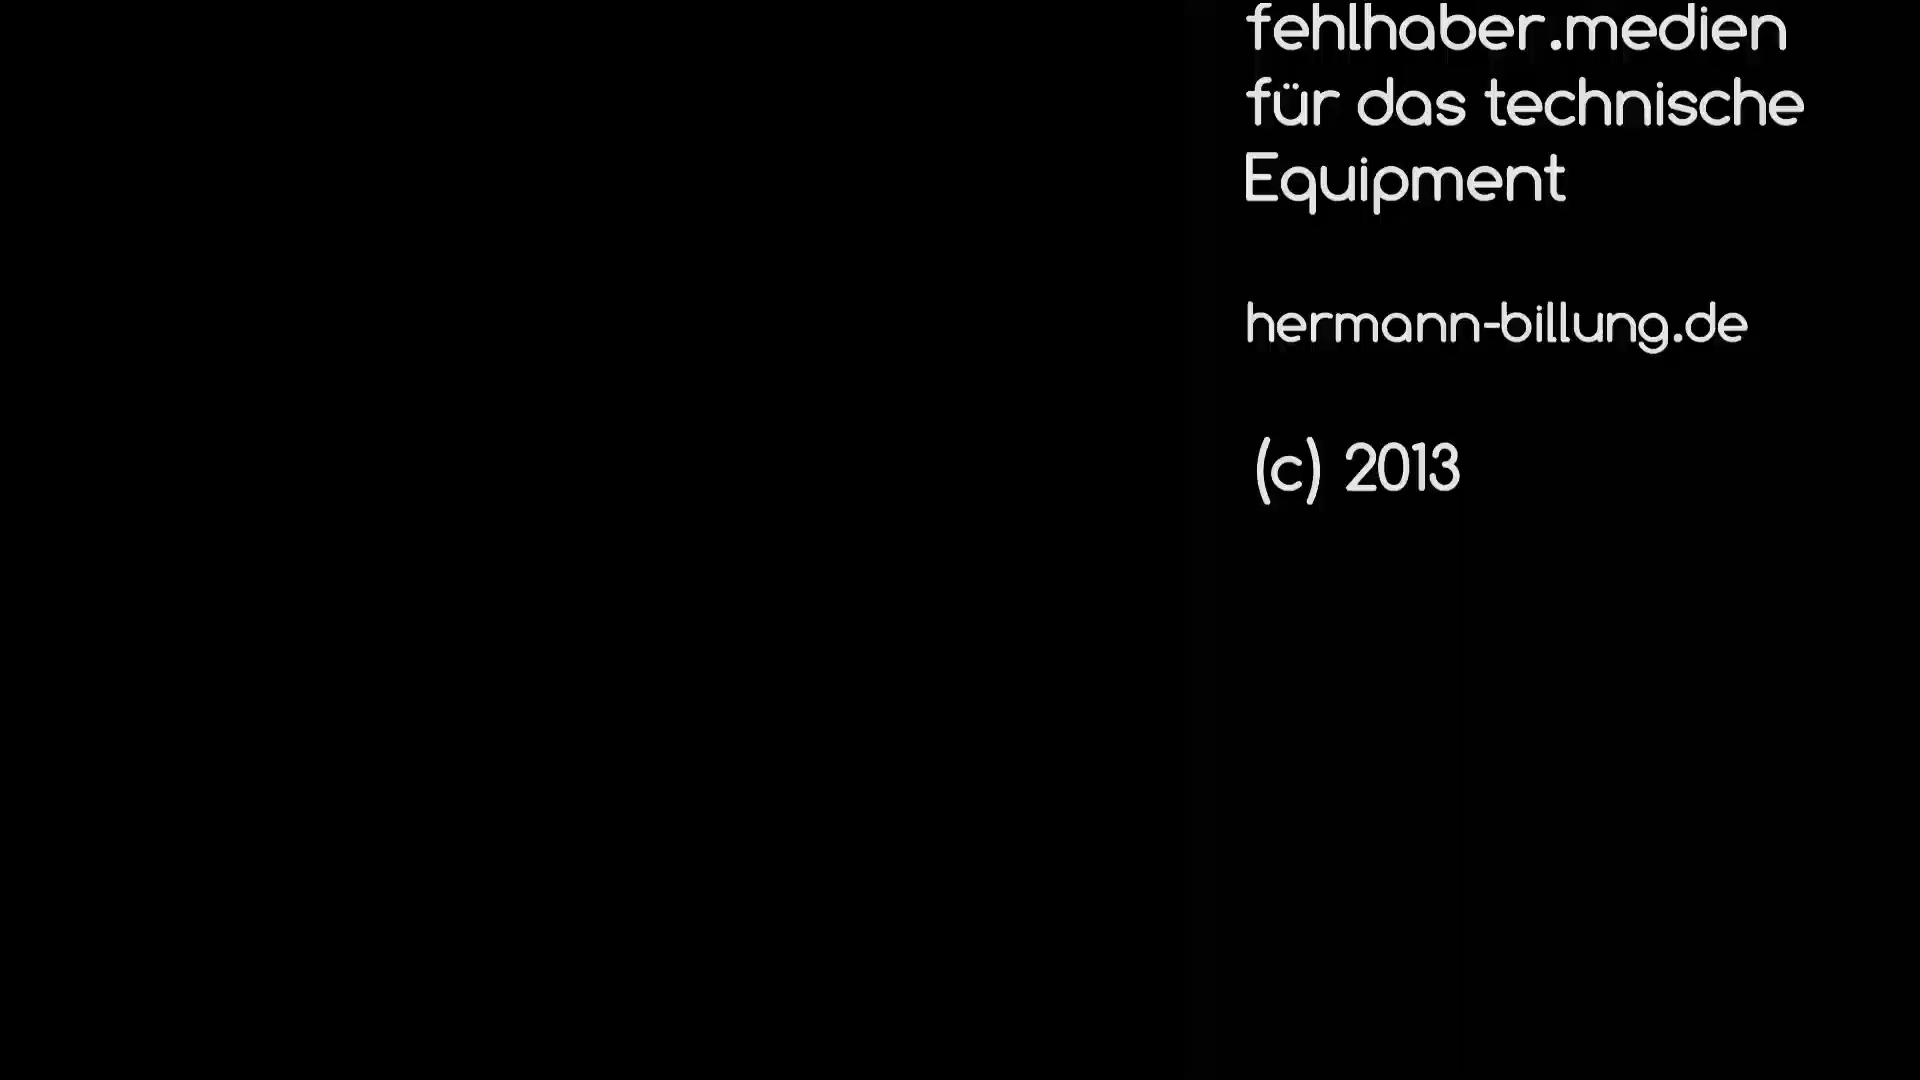 fehlhaber.medien
für das technische
Equipment
hermann-billung.de
(c) 2013